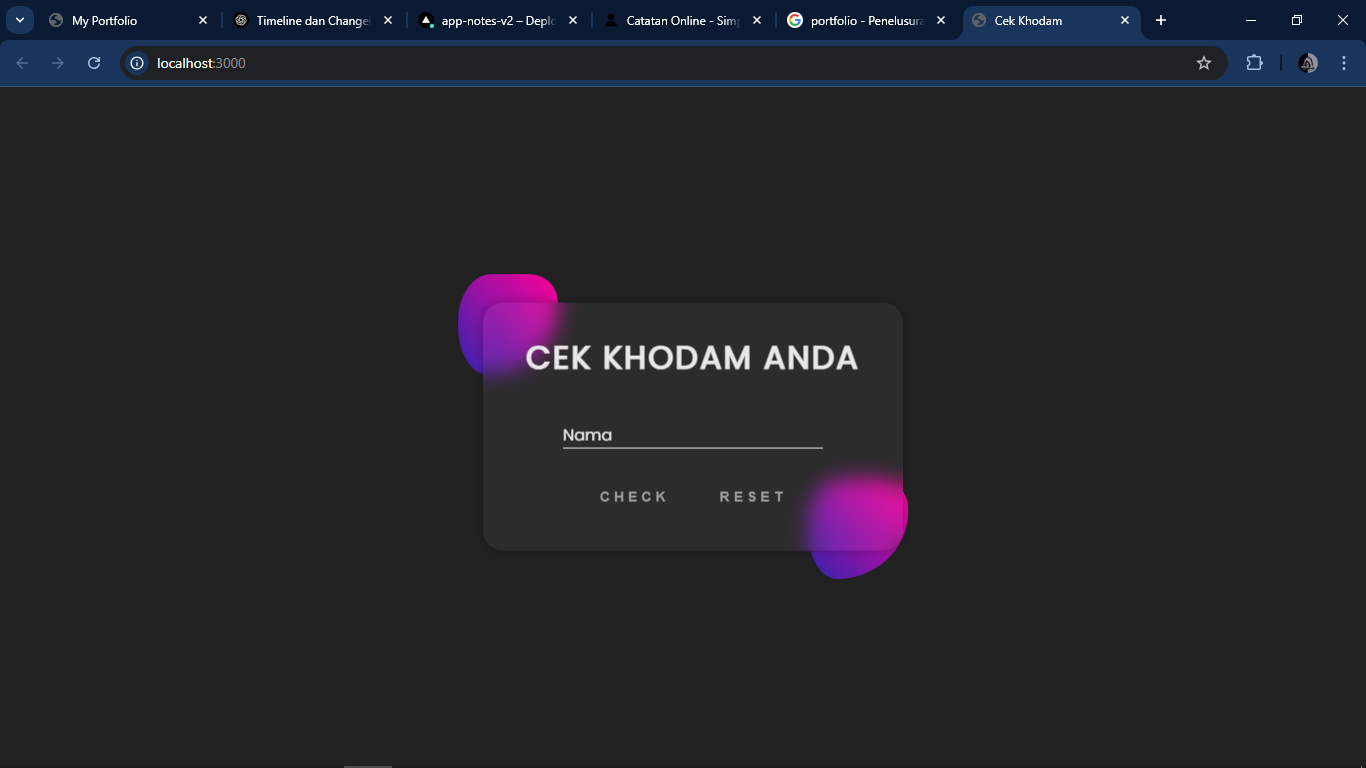 My Portfolio
Timeline dan Changel
app-notes-v2 – Deplo
Catatan Online - Simp
portfolio - Penelusura
Cek Khodam
localhost:3000
CEK KHODAM ANDA
Nama
CHECK RESET